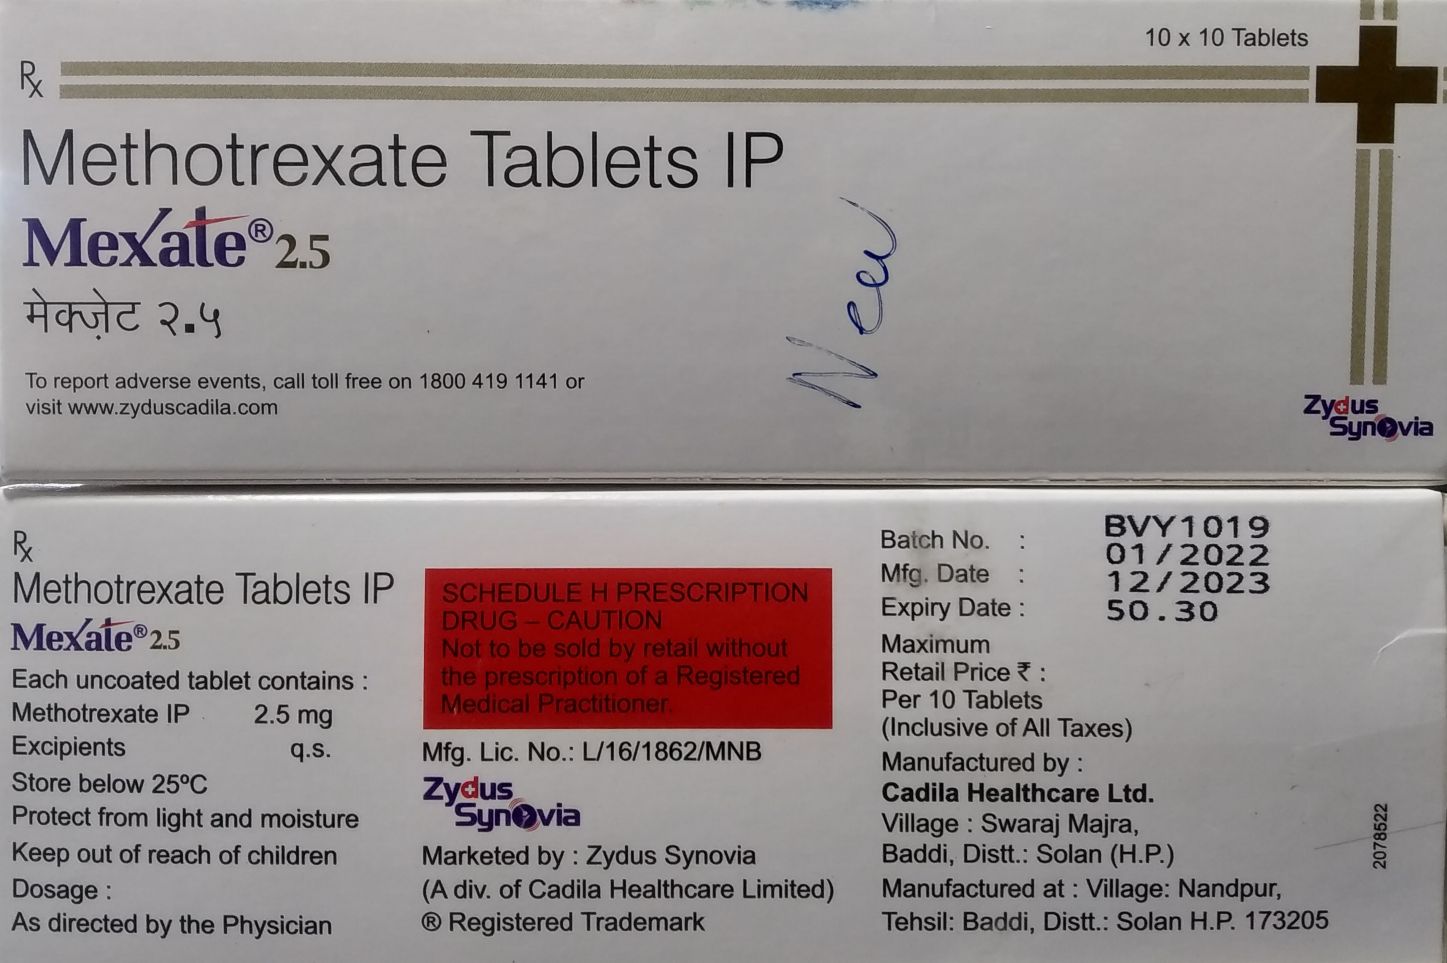 10 x 10 Tablets
Rx
Methotrexate Tablets IP
Mexate® 2.5
मेक्ज़ेट २.५
To report adverse events, call toll free on 1800 419 1141 or
visit www.zyduscadila.com
New
Zydus
Synovia
Rx
Methotrexate Tablets IP
Mexate® 2.5
Each uncoated tablet contains :
Methotrexate IP 2.5 mg
Excipients q.s.
Store below 25ºC
Protect from light and moisture
Keep out of reach of children
Dosage :
As directed by the Physician
SCHEDULE H PRESCRIPTION
DRUG – CAUTION
Not to be sold by retail without
the prescription of a Registered
Medical Practitioner.
Mfg. Lic. No.: L/16/1862/MNB
Zydus
Synovia
Marketed by : Zydus Synovia
(A div. of Cadila Healthcare Limited)
® Registered Trademark
Batch No. : BVY1019
Mfg. Date : 01/2022
Expiry Date : 12/2023
50.30
Maximum
Retail Price ₹ :
Per 10 Tablets
(Inclusive of All Taxes)
Manufactured by :
Cadila Healthcare Ltd.
Village : Swaraj Majra,
Baddi, Distt.: Solan (H.P.)
Manufactured at : Village: Nandpur,
Tehsil: Baddi, Distt.: Solan H.P. 173205
2078522